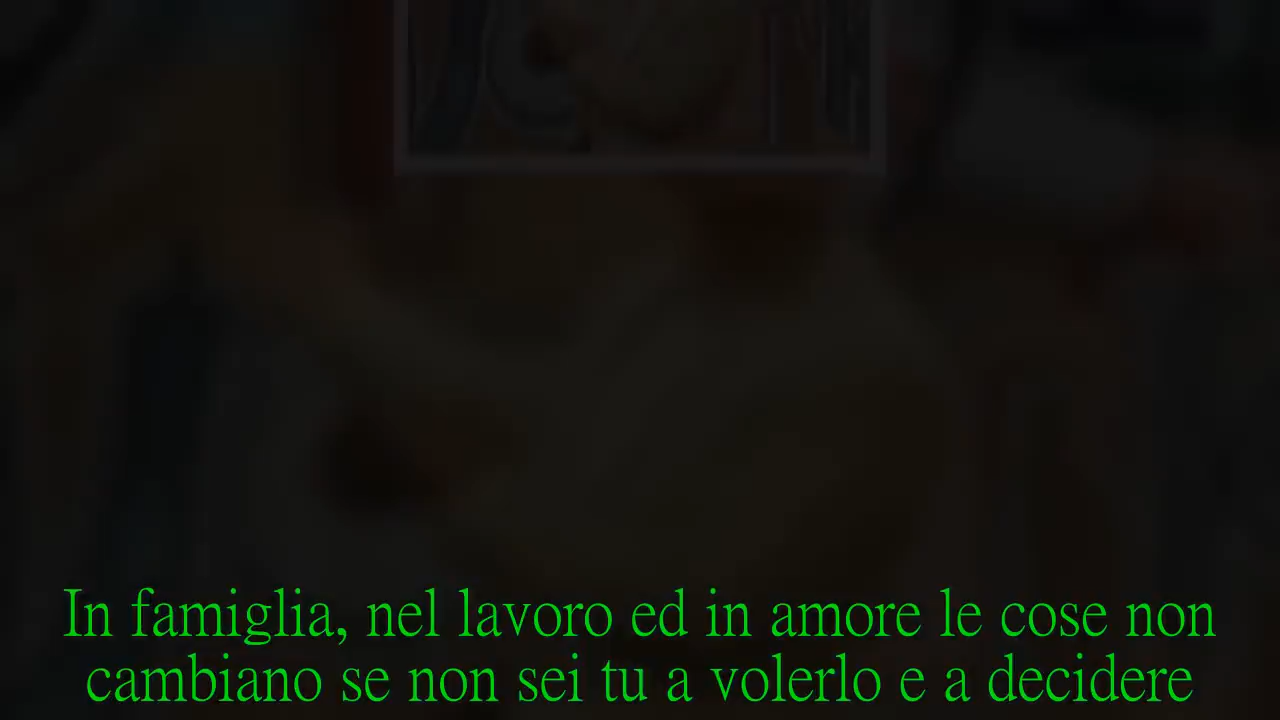 In famiglia, nel lavoro ed in amore le cose non
cambiano se non sei tu a volerlo e a decidere